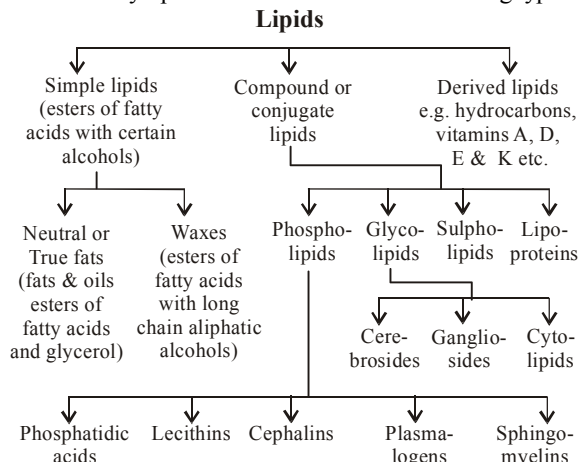 Lipids
Simple lipids
(esters of fatty
acids with certain
alcohols)
Compound or
conjugate
lipids
Derived lipids
e.g. hydrocarbons,
vitamins A, D,
E & K etc.
Neutral or
True fats
(fats & oils
esters of
fatty acids
and glycerol)
Waxes
(esters of
fatty acids
with long
chain aliphatic
alcohols)
Phospho-
lipids
Glyco-
lipids
Sulpho-
lipids
Lipo-
proteins
Cere-
brosides
Ganglio-
sides
Cyto-
lipids
Phosphatidic
acids
Lecithins
Cephalins
Plasma-
logens
Sphingo-
myelins